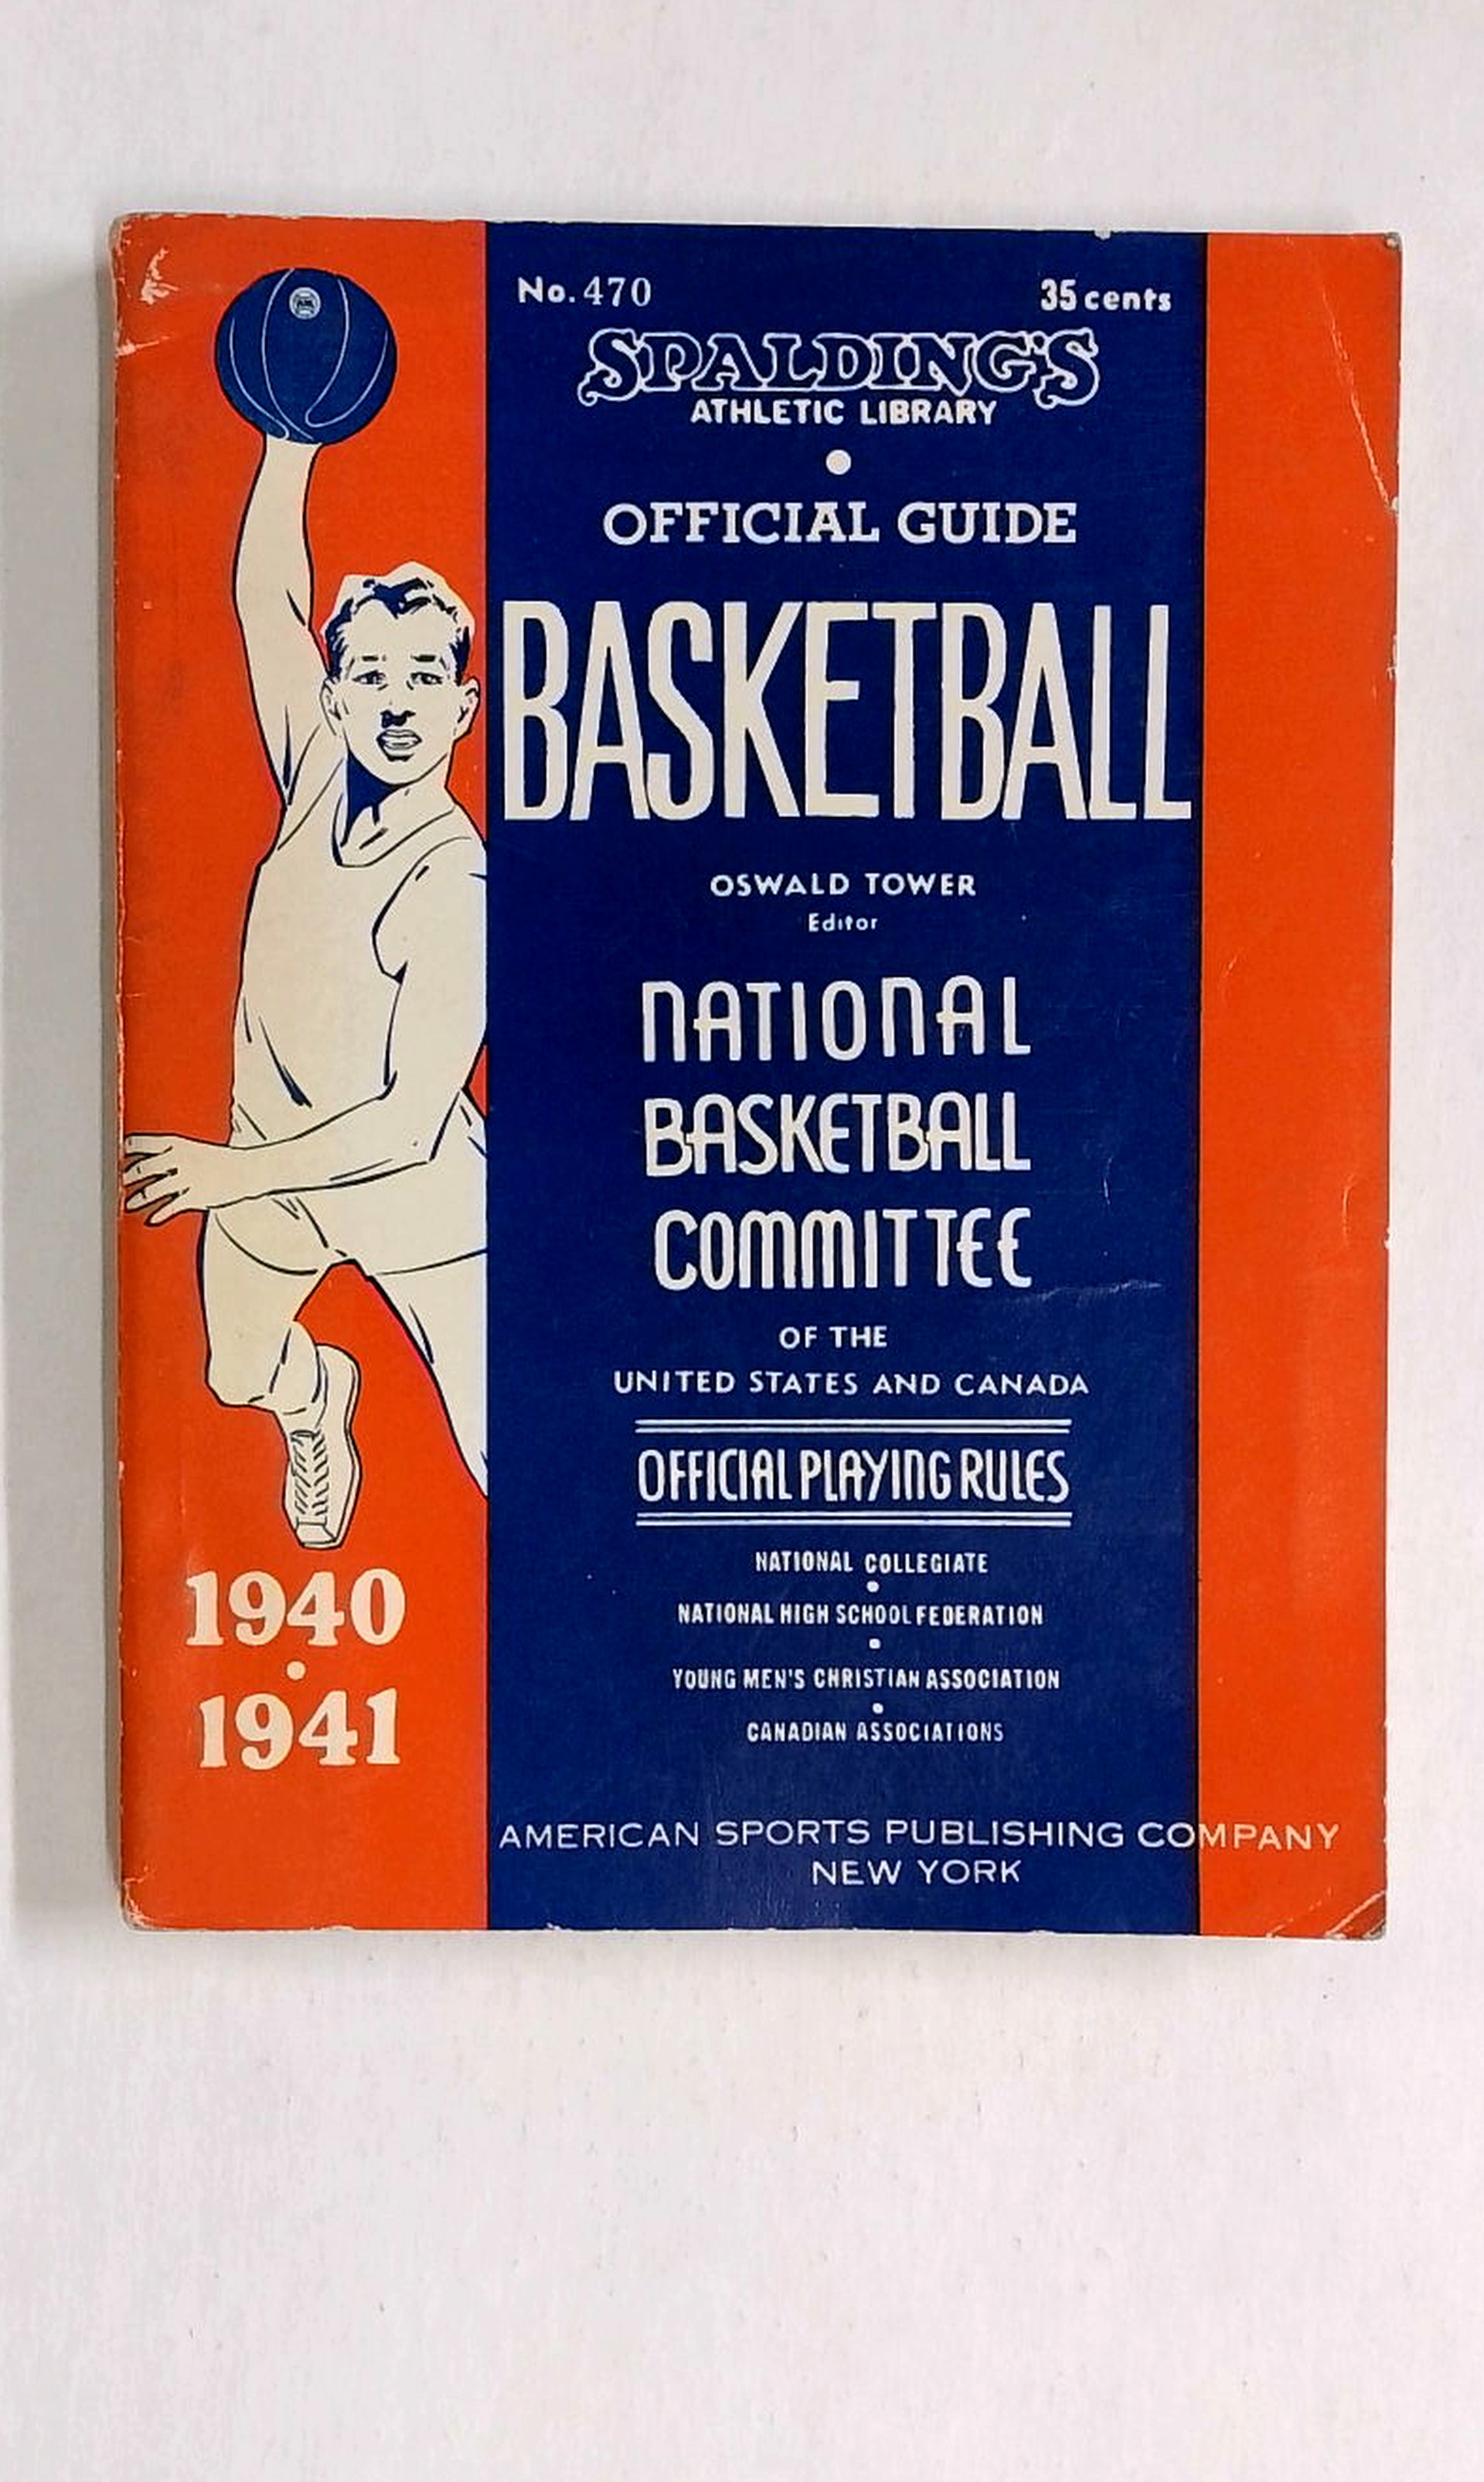 No. 470
35 cents
SPALDING'S
ATHLETIC LIBRARY
OFFICIAL GUIDE
BASKETBALL
OSWALD TOWER
Editor
NATIONAL
BASKETBALL
COMMITTEE
OF THE
UNITED STATES AND CANADA
OFFICIAL PLAYING RULES
NATIONAL COLLEGIATE
NATIONAL HIGH SCHOOL FEDERATION
YOUNG MEN'S CHRISTIAN ASSOCIATION
CANADIAN ASSOCIATIONS
1940
1941
AMERICAN SPORTS PUBLISHING COMPANY
NEW YORK